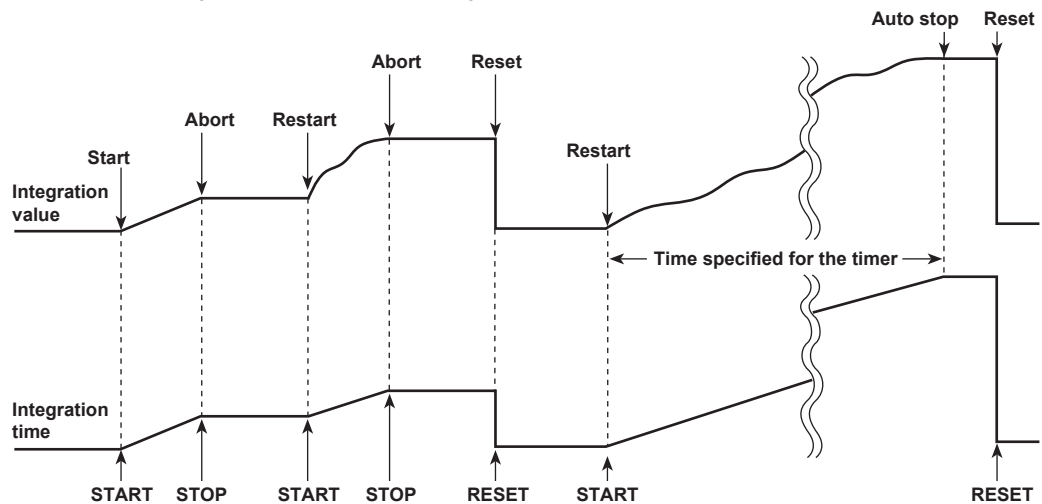 Auto stop Reset
Abort Reset
Abort Restart
Start
Restart
Integration
value
Time specified for the timer
Integration
time
START STOP START STOP RESET START RESET